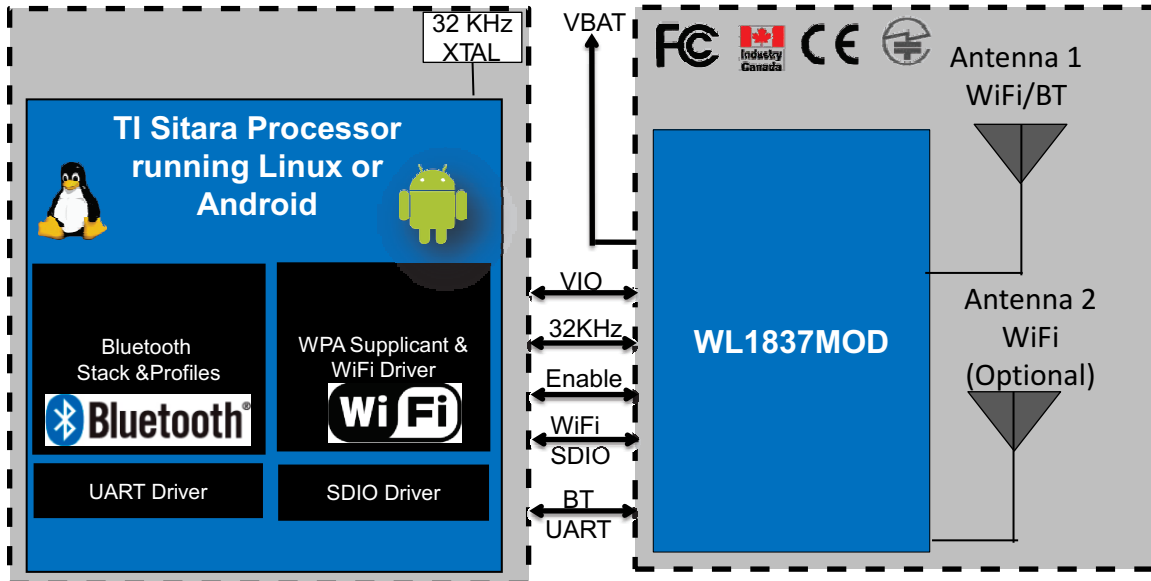 32 KHz
XTAL
TI Sitara Processor
running Linux or
Android
Bluetooth
Stack &Profiles
Bluetooth®
WPA Supplicant &
WiFi Driver
Wi Fi
UART Driver
SDIO Driver
VBAT
VIO
32KHz
Enable
WiFi
SDIO
BT
UART
FC
Industry
Canada
CE
Antenna 1
WiFi/BT
WL1837MOD
Antenna 2
WiFi
(Optional)